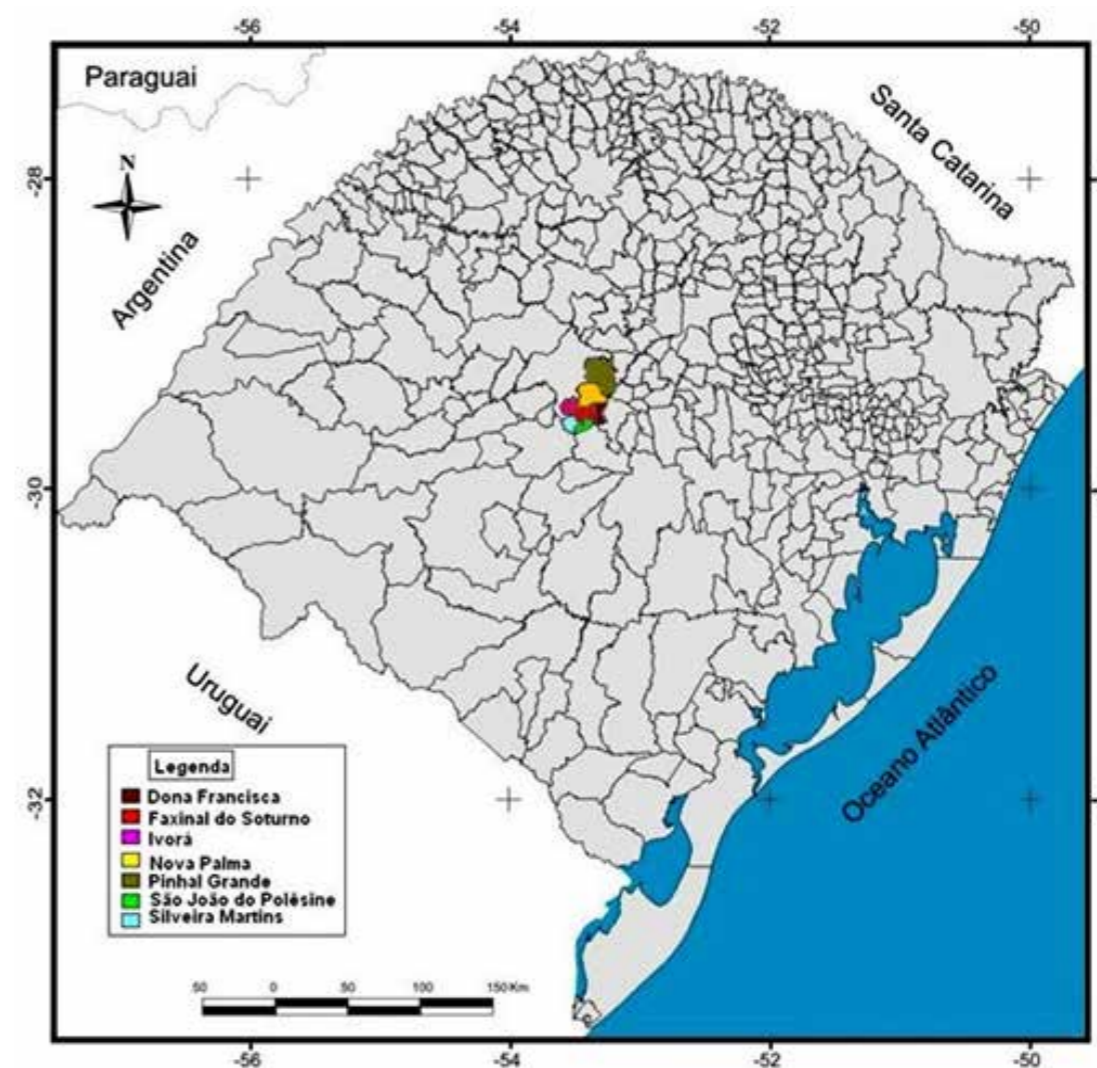 -56
-54
-52
-50
Paraguai
Santa Catarina
N
-28
Argentina
-30
Uruguai
Oceano Atlântico
Legenda
Dona Francisca
Faxinal do Soturno
Ivorá
Nova Palma
Pinhal Grande
São João do Polêsine
Silveira Martins
-32
50
0
50
100
150 Km
-56
-54
-52
-50